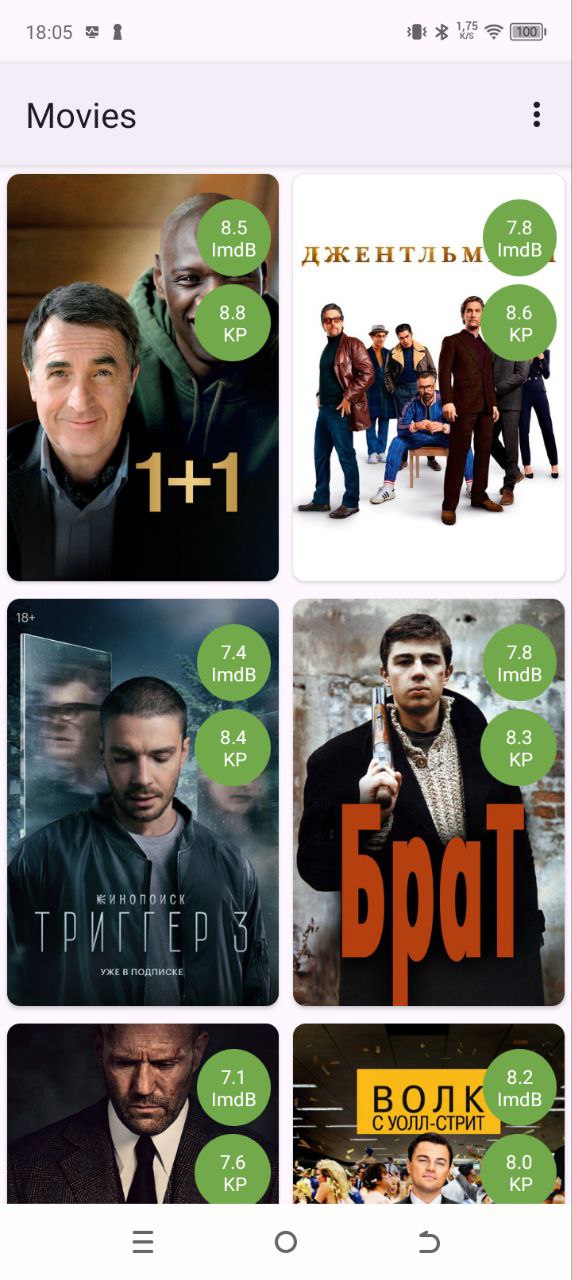 18:05
1,75
K/S
100
Movies
8.5
ImdB
8.8
KP
1+1
7.8
ImdB
8.6
KP
ДЖЕНТЛЬМ
18+
7.4
ImdB
8.4
KP
КИНОПОИСК
ТРИГГЕР 3
УЖЕ В ПОДПИСКЕ
7.8
ImdB
8.3
KP
БраТ
7.1
ImdB
7.6
KP
8.2
ImdB
8.0
KP
ВОЛК
С УОЛЛ-СТРИТ